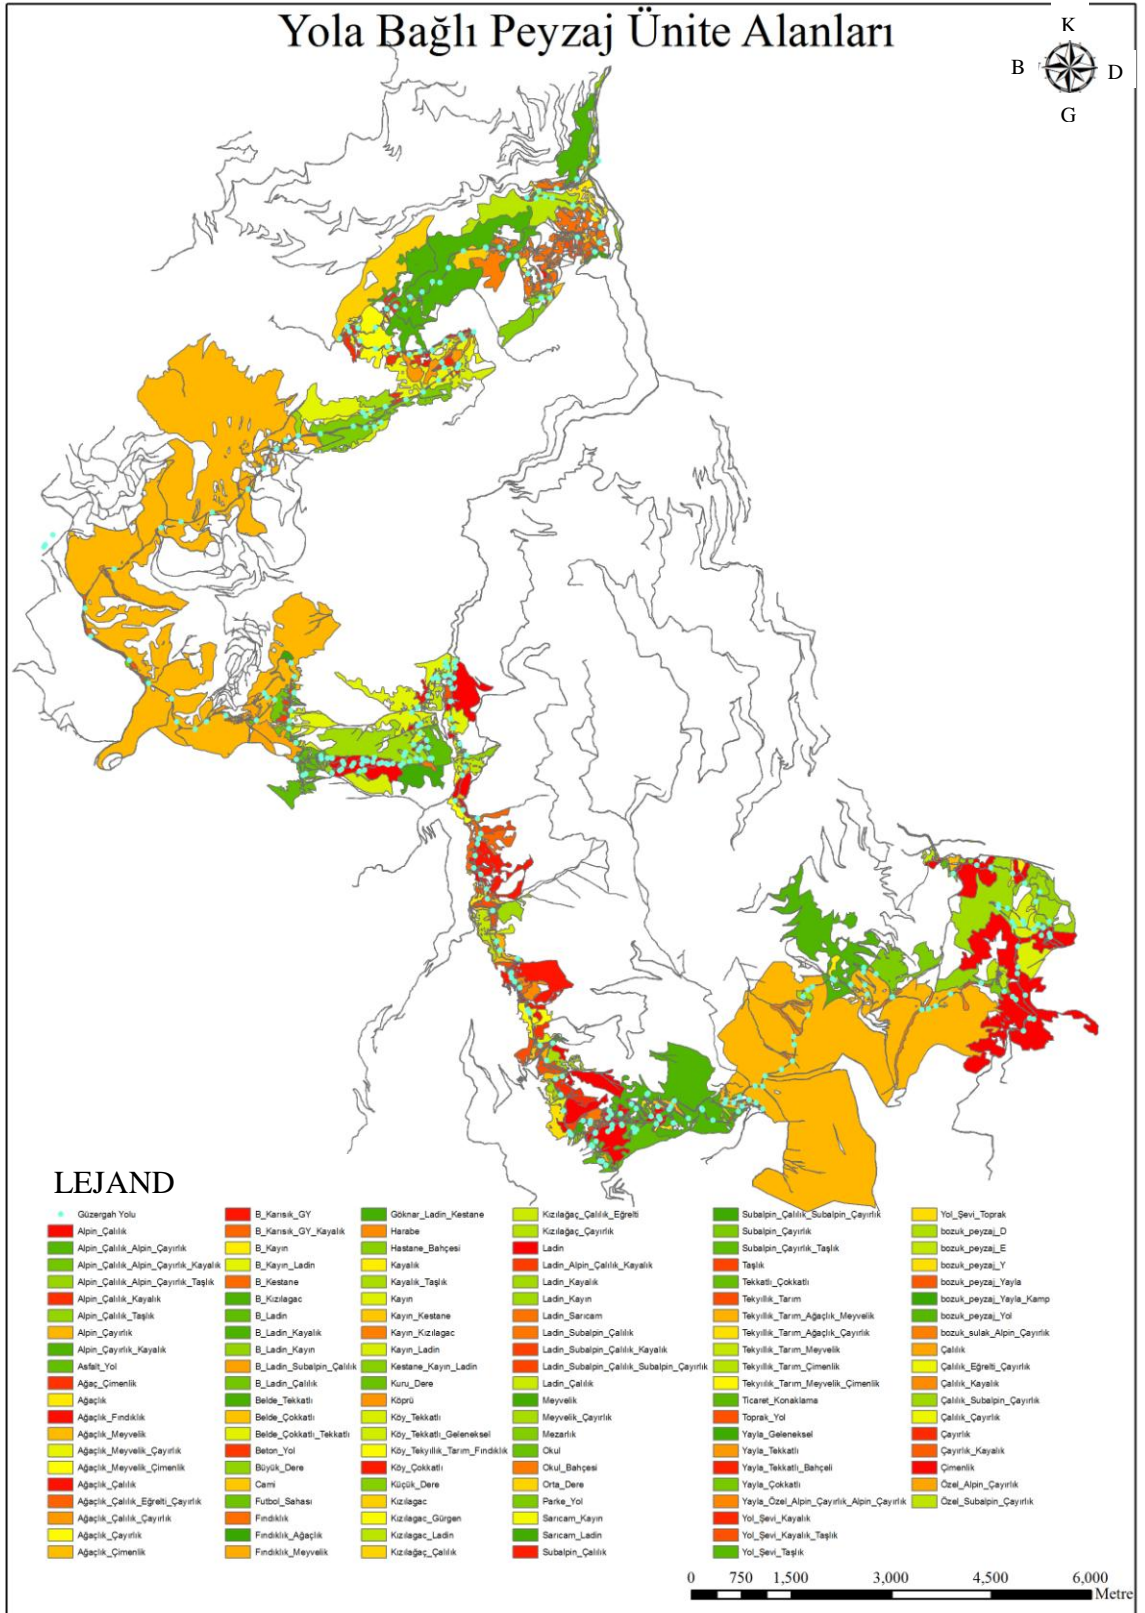 Yola Bağlı Peyzaj Ünite Alanları
K
B
D
G
LEJAND
Güzergah Yolu
Alpin_Çalılık
Alpin_Çalılık_Alpin_Çayırlık
Alpin_Çalılık_Alpin_Çayırlık_Kayalık
Alpin_Çalılık_Alpin_Çayırlık_Taşlık
Alpin_Çalılık_Kayalık
Alpin_Çalılık_Taşlık
Alpin_Çayırlık
Alpin_Çayırlık_Kayalık
Asfalt_Yol
Ağaç_Çimenlik
Ağaçlık
Ağaçlık_Fındıklık
Ağaçlık_Meyvelik
Ağaçlık_Meyvelik_Çayırlık
Ağaçlık_Meyvelik_Çimenlik
Ağaçlık_Çalılık
Ağaçlık_Çalılık_Eğrelti_Çayırlık
Ağaçlık_Çalılık_Çayırlık
Ağaçlık_Çayırlık
Ağaçlık_Çimenlik
B_Karısık_GY
B_Karısık_GY_Kayalık
B_Kayın
B_Kayın_Ladin
B_Kestane
B_Kızılagac
B_Ladin
B_Ladin_Kayalık
B_Ladin_Kayın
B_Ladin_Subalpin_Çalılık
B_Ladin_Çalılık
Belde_Tekkatlı
Belde_Çokkatlı
Belde_Çokkatlı_Tekkatlı
Beton_Yol
Büyük_Dere
Cami
Futbol_Sahası
Fındıklık
Fındıklık_Ağaçlık
Fındıklık_Meyvelik
Göknar_Ladin_Kestane
Harabe
Hastane_Bahçesi
Kayalık
Kayalık_Taşlık
Kayın
Kayın_Kestane
Kayın_Kızılagac
Kayın_Ladin
Kestane_Kayın_Ladin
Kuru_Dere
Köprü
Köy_Tekkatlı
Köy_Tekkatlı_Geleneksel
Köy_Tekyıllık_Tarım_Fındıklık
Köy_Çokkatlı
Küçük_Dere
Kızılagac
Kızılagac_Gürgen
Kızılagac_Ladin
Kızılağaç_Çalılık
Kızılağaç_Çalılık_Eğrelti
Kızılağaç_Çayırlık
Ladin
Ladin_Alpin_Çalılık_Kayalık
Ladin_Kayalık
Ladin_Kayın
Ladin_Sarıcam
Ladin_Subalpin_Çalılık
Ladin_Subalpin_Çalılık_Kayalık
Ladin_Subalpin_Çalılık_Subalpin_Çayırlık
Ladin_Çalılık
Meyvelik
Meyvelik_Çayırlık
Mezarlık
Okul
Okul_Bahçesi
Orta_Dere
Parke_Yol
Sarıcam_Kayın
Sarıcam_Ladin
Subalpin_Çalılık
Subalpin_Çalılık_Subalpin_Çayırlık
Subalpin_Çayırlık
Subalpin_Çayırlık_Taşlık
Taşlık
Tekkatlı_Çokkatlı
Tekyıllık_Tarım
Tekyıllık_Tarım_Ağaçlık_Meyvelik
Tekyıllık_Tarım_Ağaçlık_Çayırlık
Tekyıllık_Tarım_Meyvelik
Tekyıllık_Tarım_Çimenlik
Tekyıllık_Tarım_Meyvelik_Çimenlik
Ticaret_Konaklama
Toprak_Yol
Yayla_Geleneksel
Yayla_Tekkatlı
Yayla_Tekkatlı_Bahçeli
Yayla_Çokkatlı
Yayla_Özel_Alpin_Çayırlık_Alpin_Çayırlık
Yol_Şevi_Kayalık
Yol_Şevi_Kayalık_Taşlık
Yol_Şevi_Taşlık
Yol_Şevi_Toprak
bozuk_peyzaj_D
bozuk_peyzaj_E
bozuk_peyzaj_Y
bozuk_peyzaj_Yayla
bozuk_peyzaj_Yayla_Kamp
bozuk_peyzaj_Yol
bozuk_sulak_Alpin_Çayırlık
Çalılık
Çalılık_Eğrelti_Çayırlık
Çalılık_Kayalık
Çalılık_Subalpin_Çayırlık
Çalılık_Çayırlık
Çayırlık
Çayırlık_Kayalık
Çimenlik
Özel_Alpin_Çayırlık
Özel_Subalpin_Çayırlık
0 750 1,500 3,000 4,500 6,000
Metre